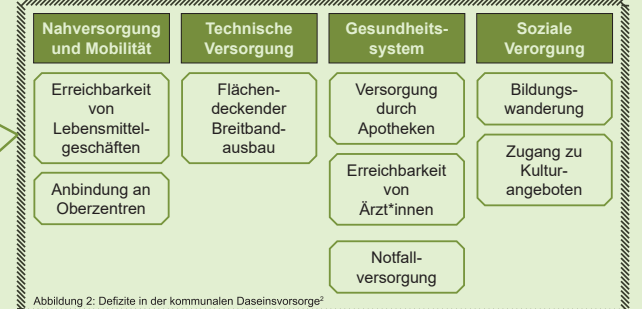 Nahversorgung
und Mobilität
Erreichbarkeit
von
Lebensmittel-
geschäften
Anbindung an
Oberzentren
Technische
Versorgung
Flächen-
deckender
Breitband-
ausbau
Gesundheits-
system
Versorgung
durch
Apotheken
Erreichbarkeit
von
Ärzt*innen
Notfall-
versorgung
Soziale
Verorgung
Bildungs-
wanderung
Zugang zu
Kultur-
angeboten
Abbildung 2: Defizite in der kommunalen Daseinsvorsorge²